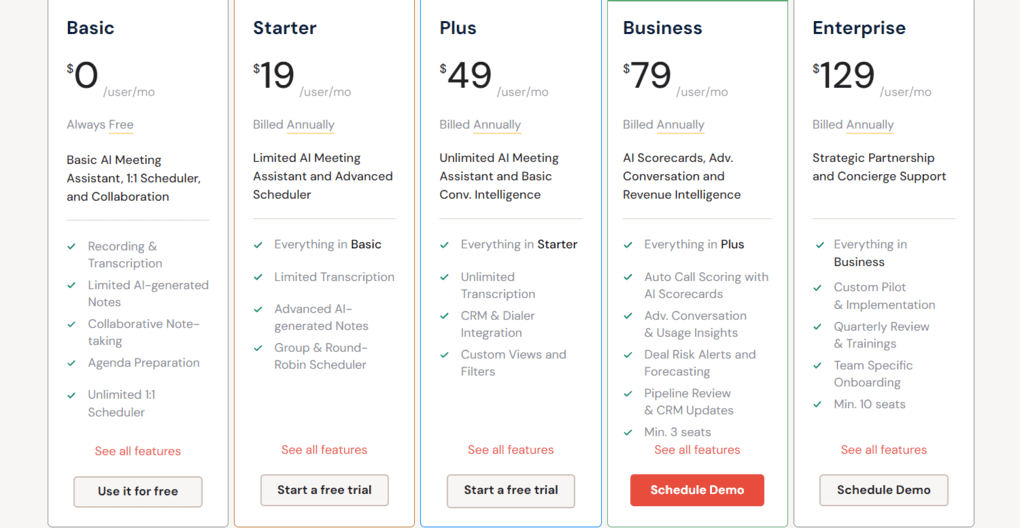 Basic
$0 /user/mo
Always Free
Basic AI Meeting
Assistant, 1:1 Scheduler,
and Collaboration
Recording &
Transcription
Limited AI-generated
Notes
Collaborative Note-
taking
Agenda Preparation
Unlimited 1:1
Scheduler
See all features
Use it for free
Starter
$19 /user/mo
Billed Annually
Limited AI Meeting
Assistant and Advanced
Scheduler
Everything in Basic
Limited Transcription
Advanced AI-
generated Notes
Group & Round-
Robin Scheduler
See all features
Start a free trial
Plus
$49 /user/mo
Billed Annually
Unlimited AI Meeting
Assistant and Basic
Conv. Intelligence
Everything in Starter
Unlimited
Transcription
CRM & Dialer
Integration
Custom Views and
Filters
See all features
Start a free trial
Business
$79 /user/mo
Billed Annually
AI Scorecards, Adv.
Conversation and
Revenue Intelligence
Everything in Plus
Auto Call Scoring with
AI Scorecards
Adv. Conversation
& Usage Insights
Deal Risk Alerts and
Forecasting
Pipeline Review
& CRM Updates
Min. 3 seats
See all features
Schedule Demo
Enterprise
$129 /user/mo
Billed Annually
Strategic Partnership
and Concierge Support
Everything in
Business
Custom Pilot
& Implementation
Quarterly Review
& Trainings
Team Specific
Onboarding
Min. 10 seats
See all features
Schedule Demo